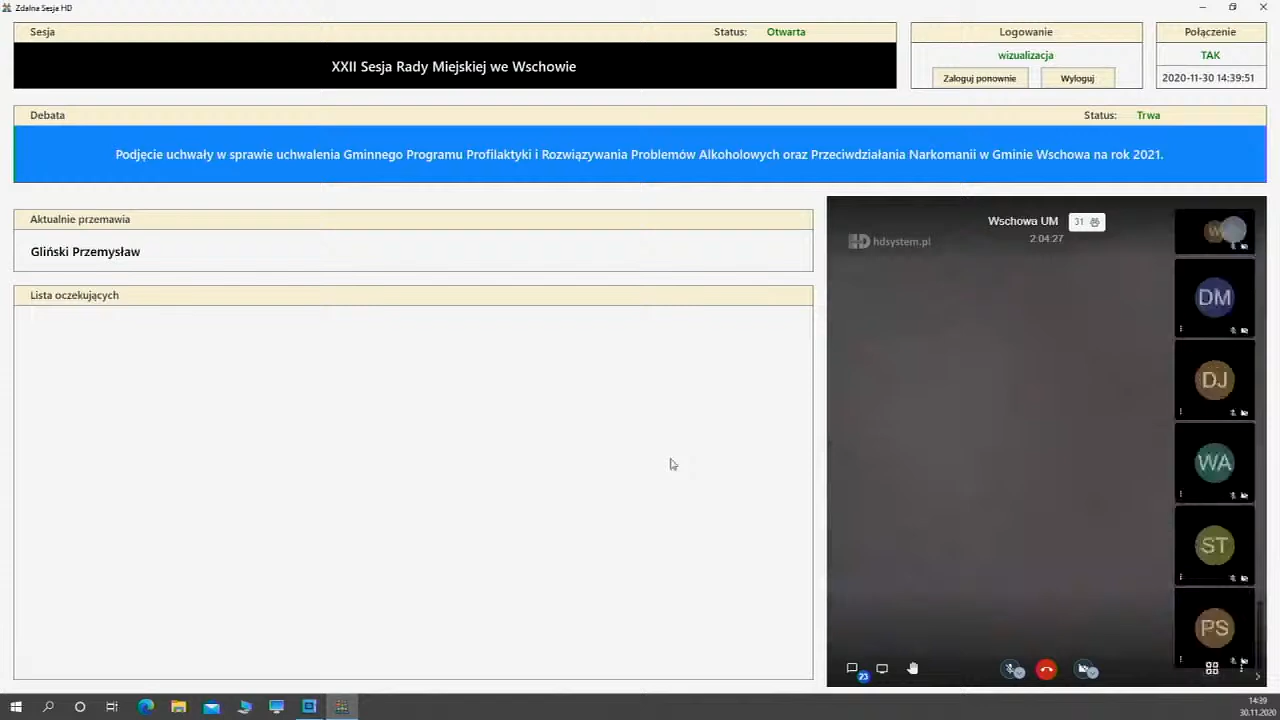 Zdalna Sesja HD
Sesja
Status: Otwarta
XXII Sesja Rady Miejskiej we Wschowie
Logowanie
wizualizacja
Zaloguj ponownie
Wyloguj
Połączenie
TAK
2020-11-30 14:39:51
Debata
Status: Trwa
Podjęcie uchwały w sprawie uchwalenia Gminnego Programu Profilaktyki i Rozwiązywania Problemów Alkoholowych oraz Przeciwdziałania Narkomanii w Gminie Wschowa na rok 2021.
Aktualnie przemawia
Gliński Przemysław
Lista oczekujących
Wschowa UM 31
2:04:27
HD hdsystem.pl
DM
DJ
WA
ST
PS
23
14:39
30.11.2020